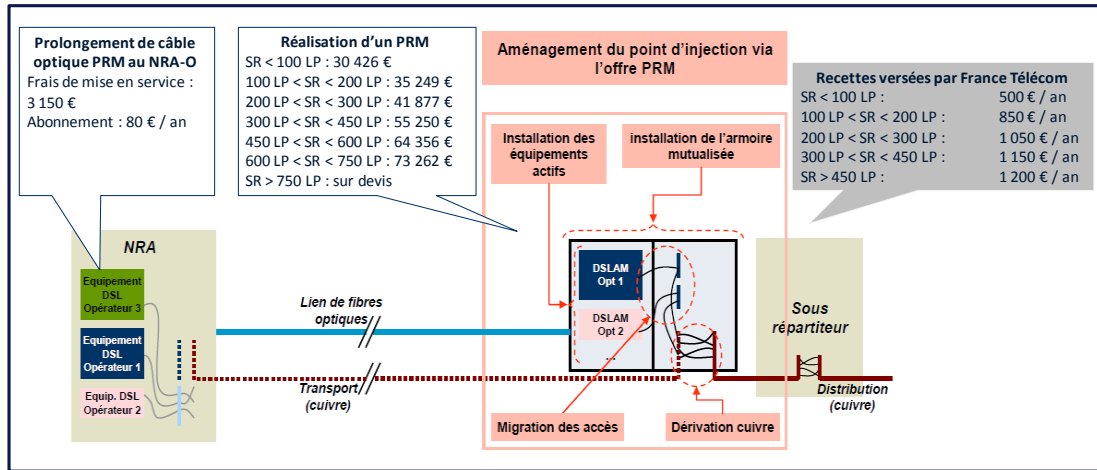 Prolongement de câble
optique PRM au NRA-O
Frais de mise en service :
3 150 €
Abonnement : 80 € / an
Réalisation d'un PRM
SR < 100 LP : 30 426 €
100 LP < SR < 200 LP : 35 249 €
200 LP < SR < 300 LP : 41 877 €
300 LP < SR < 450 LP : 55 250 €
450 LP < SR < 600 LP : 64 356 €
600 LP < SR < 750 LP : 73 262 €
SR > 750 LP : sur devis
Aménagement du point d'injection via
l'offre PRM
Recettes versées par France Télécom
SR < 100 LP : 500 € / an
100 LP < SR < 200 LP : 850 € / an
200 LP < SR < 300 LP : 1 050 € / an
300 LP < SR < 450 LP : 1 150 € / an
SR > 450 LP : 1 200 € / an
Installation des
équipements
actifs
installation de l'armoire
mutualisée
NRA
Equipement
DSL
Opérateur 3
Equipement
DSL
Opérateur 1
Equip. DSL
Opérateur 2
Lien de fibres
optiques
Transport
(cuivre)
DSLAM
Opt 1
DSLAM
Opt 2
...
Sous
répartiteur
Distribution
(cuivre)
Migration des accès
Dérivation cuivre